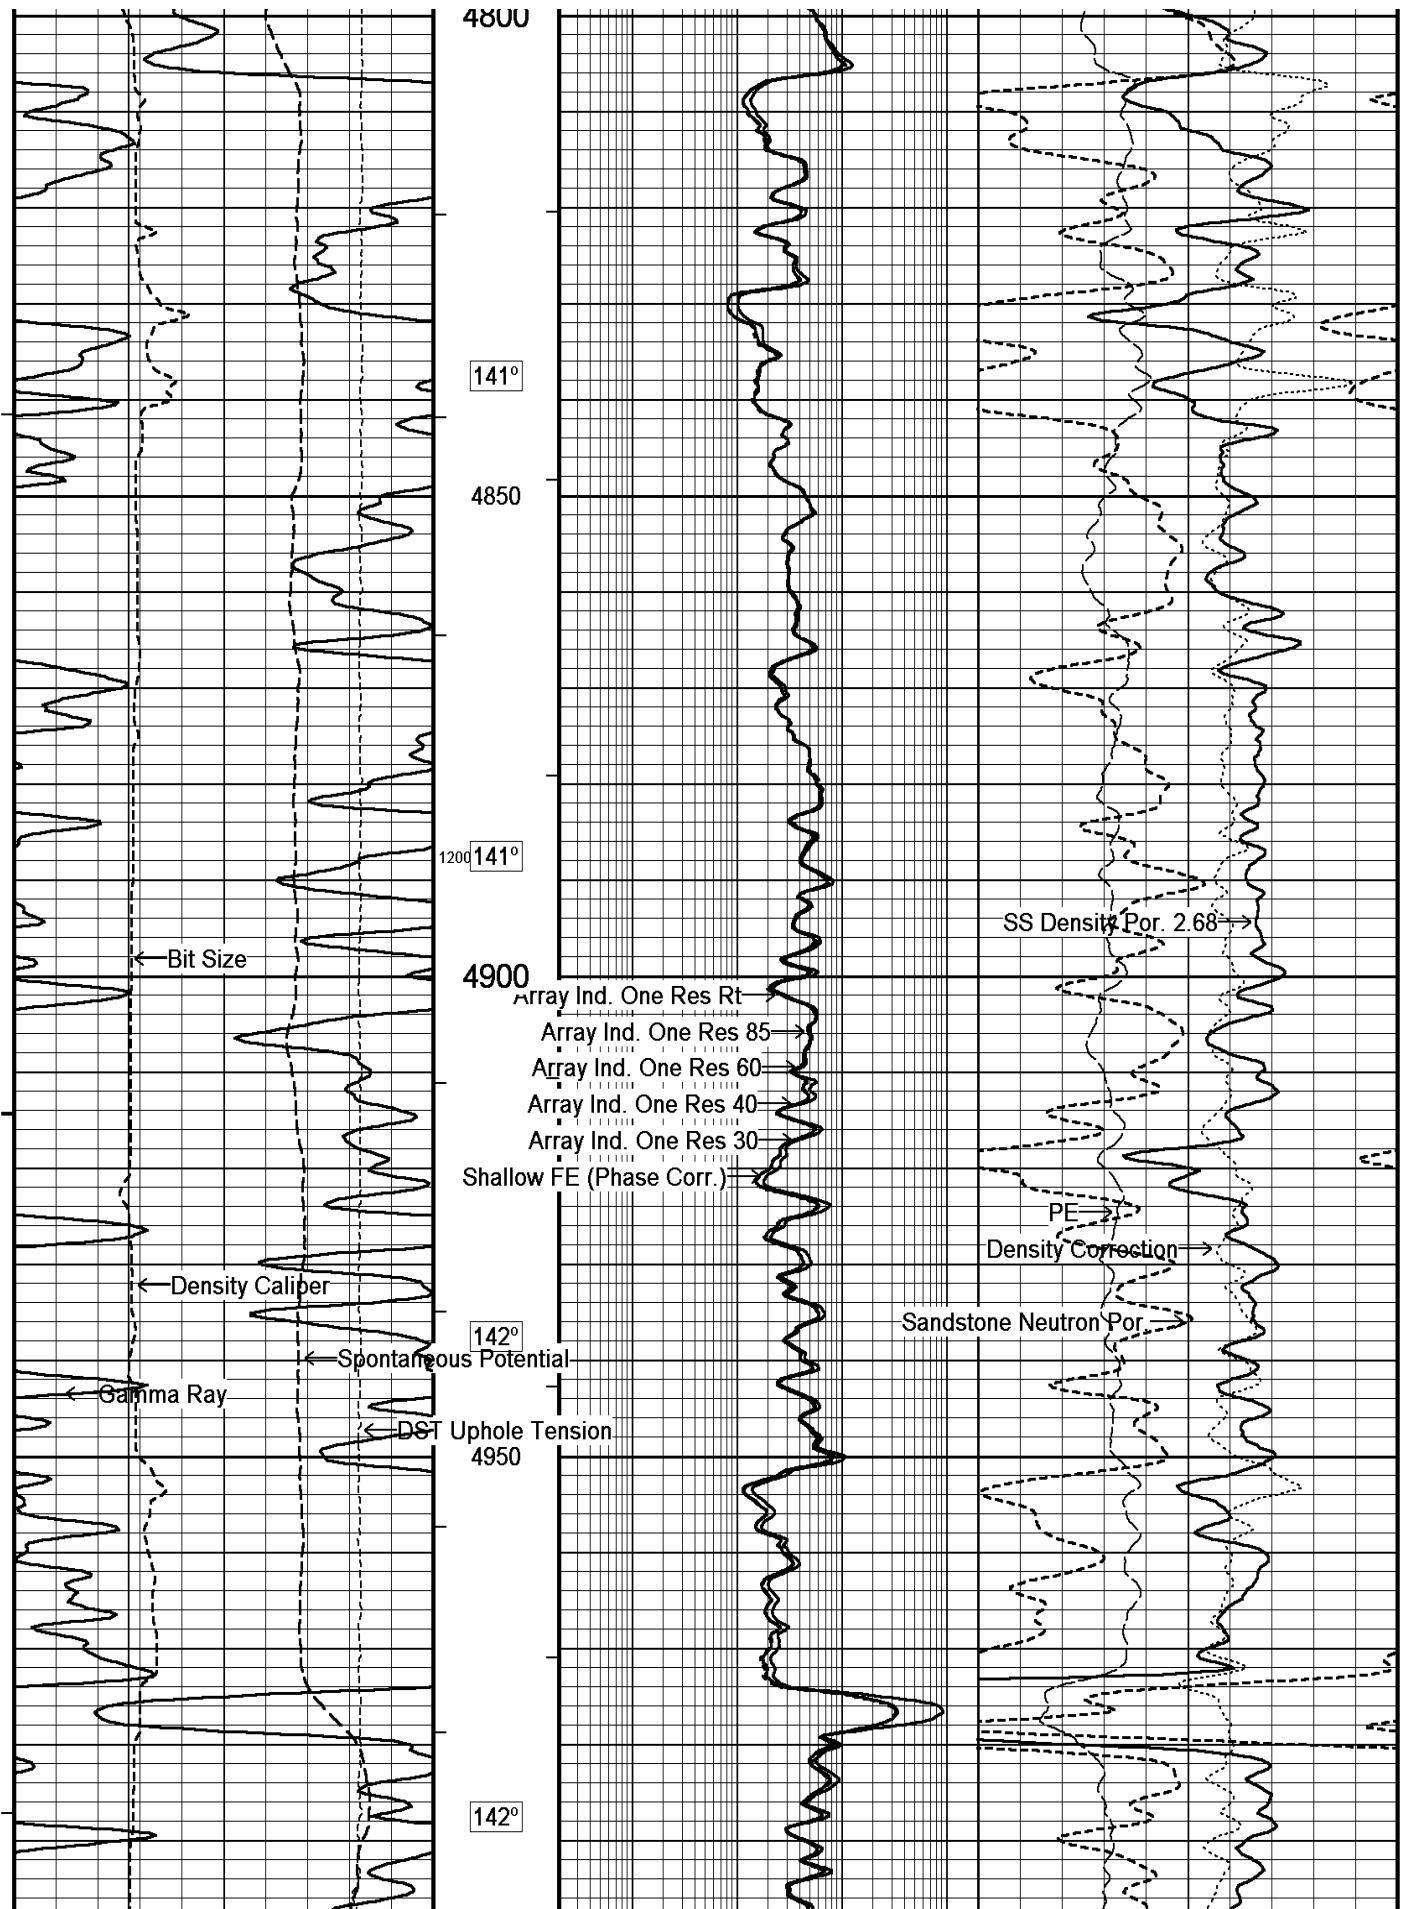 4800
141°
4850
1200 141°
SS Density Por. 2.68
Bit Size
4900
Array Ind. One Res Rt
Array Ind. One Res 85
Array Ind. One Res 60
Array Ind. One Res 40
Array Ind. One Res 30
Shallow FE (Phase Corr.)
PE
Density Correction
Density Caliper
Sandstone Neutron Por.
142°
Spontaneous Potential
Gamma Ray
DST Uphole Tension
4950
142°